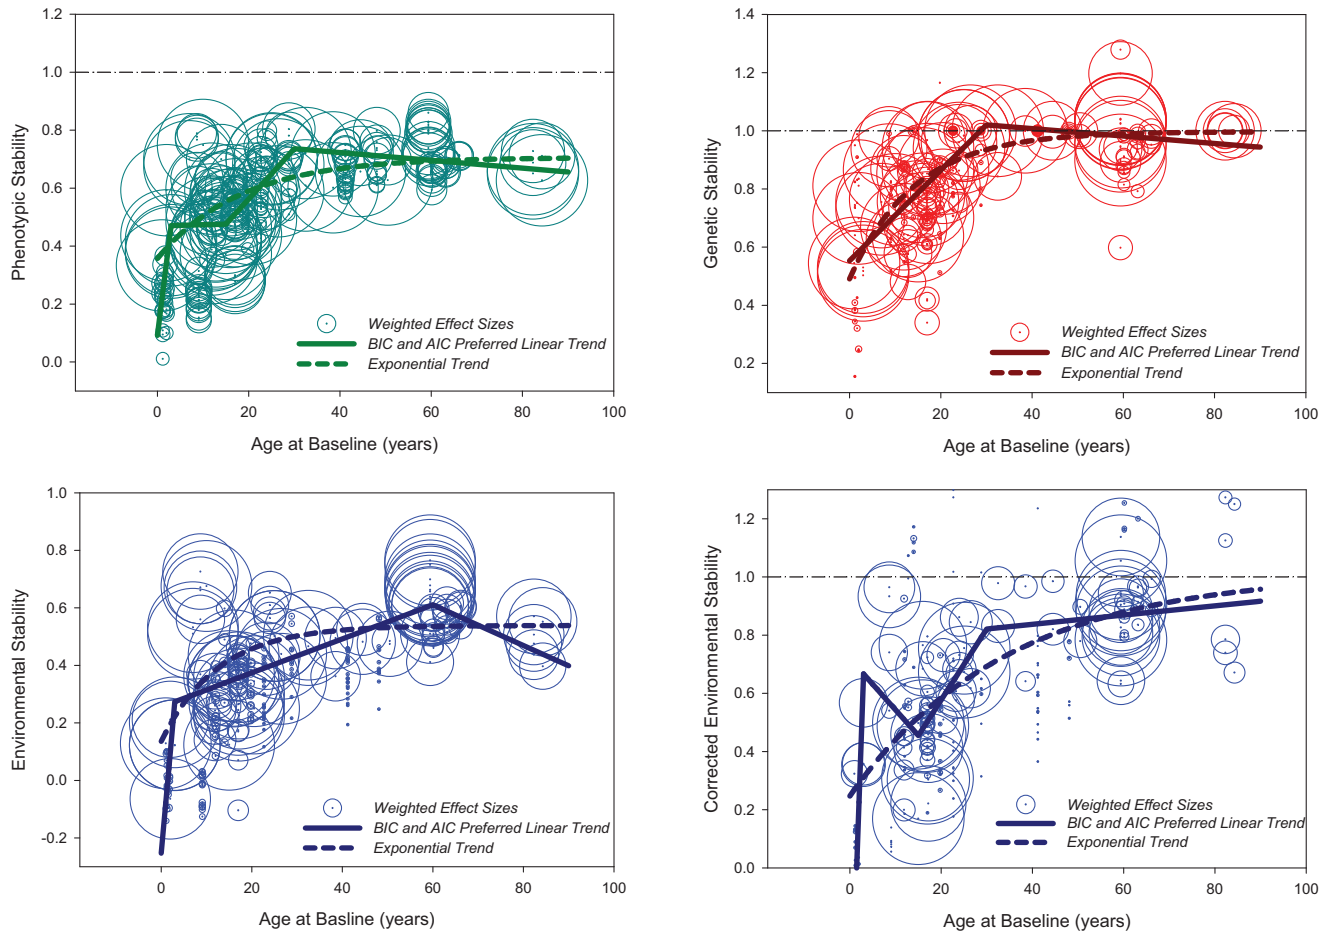 1.2
1.0
0.8
0.6
0.4
0.2
0.0
Phenotypic Stability
Weighted Effect Sizes
BIC and AIC Preferred Linear Trend
Exponential Trend
0 20 40 60 80 100
Age at Baseline (years)
1.4
1.2
1.0
0.8
0.6
0.4
0.2
Genetic Stability
Weighted Effect Sizes
BIC and AIC Preferred Linear Trend
Exponential Trend
0 20 40 60 80 100
Age at Baseline (years)
1.0
0.8
0.6
0.4
0.2
0.0
-0.2
Environmental Stability
Weighted Effect Sizes
BIC and AIC Preferred Linear Trend
Exponential Trend
0 20 40 60 80 100
Age at Basline (years)
1.2
1.0
0.8
0.6
0.4
0.2
0.0
Corrected Environmental Stability
Weighted Effect Sizes
BIC and AIC Preferred Linear Trend
Exponential Trend
0 20 40 60 80 100
Age at Baseline (years)